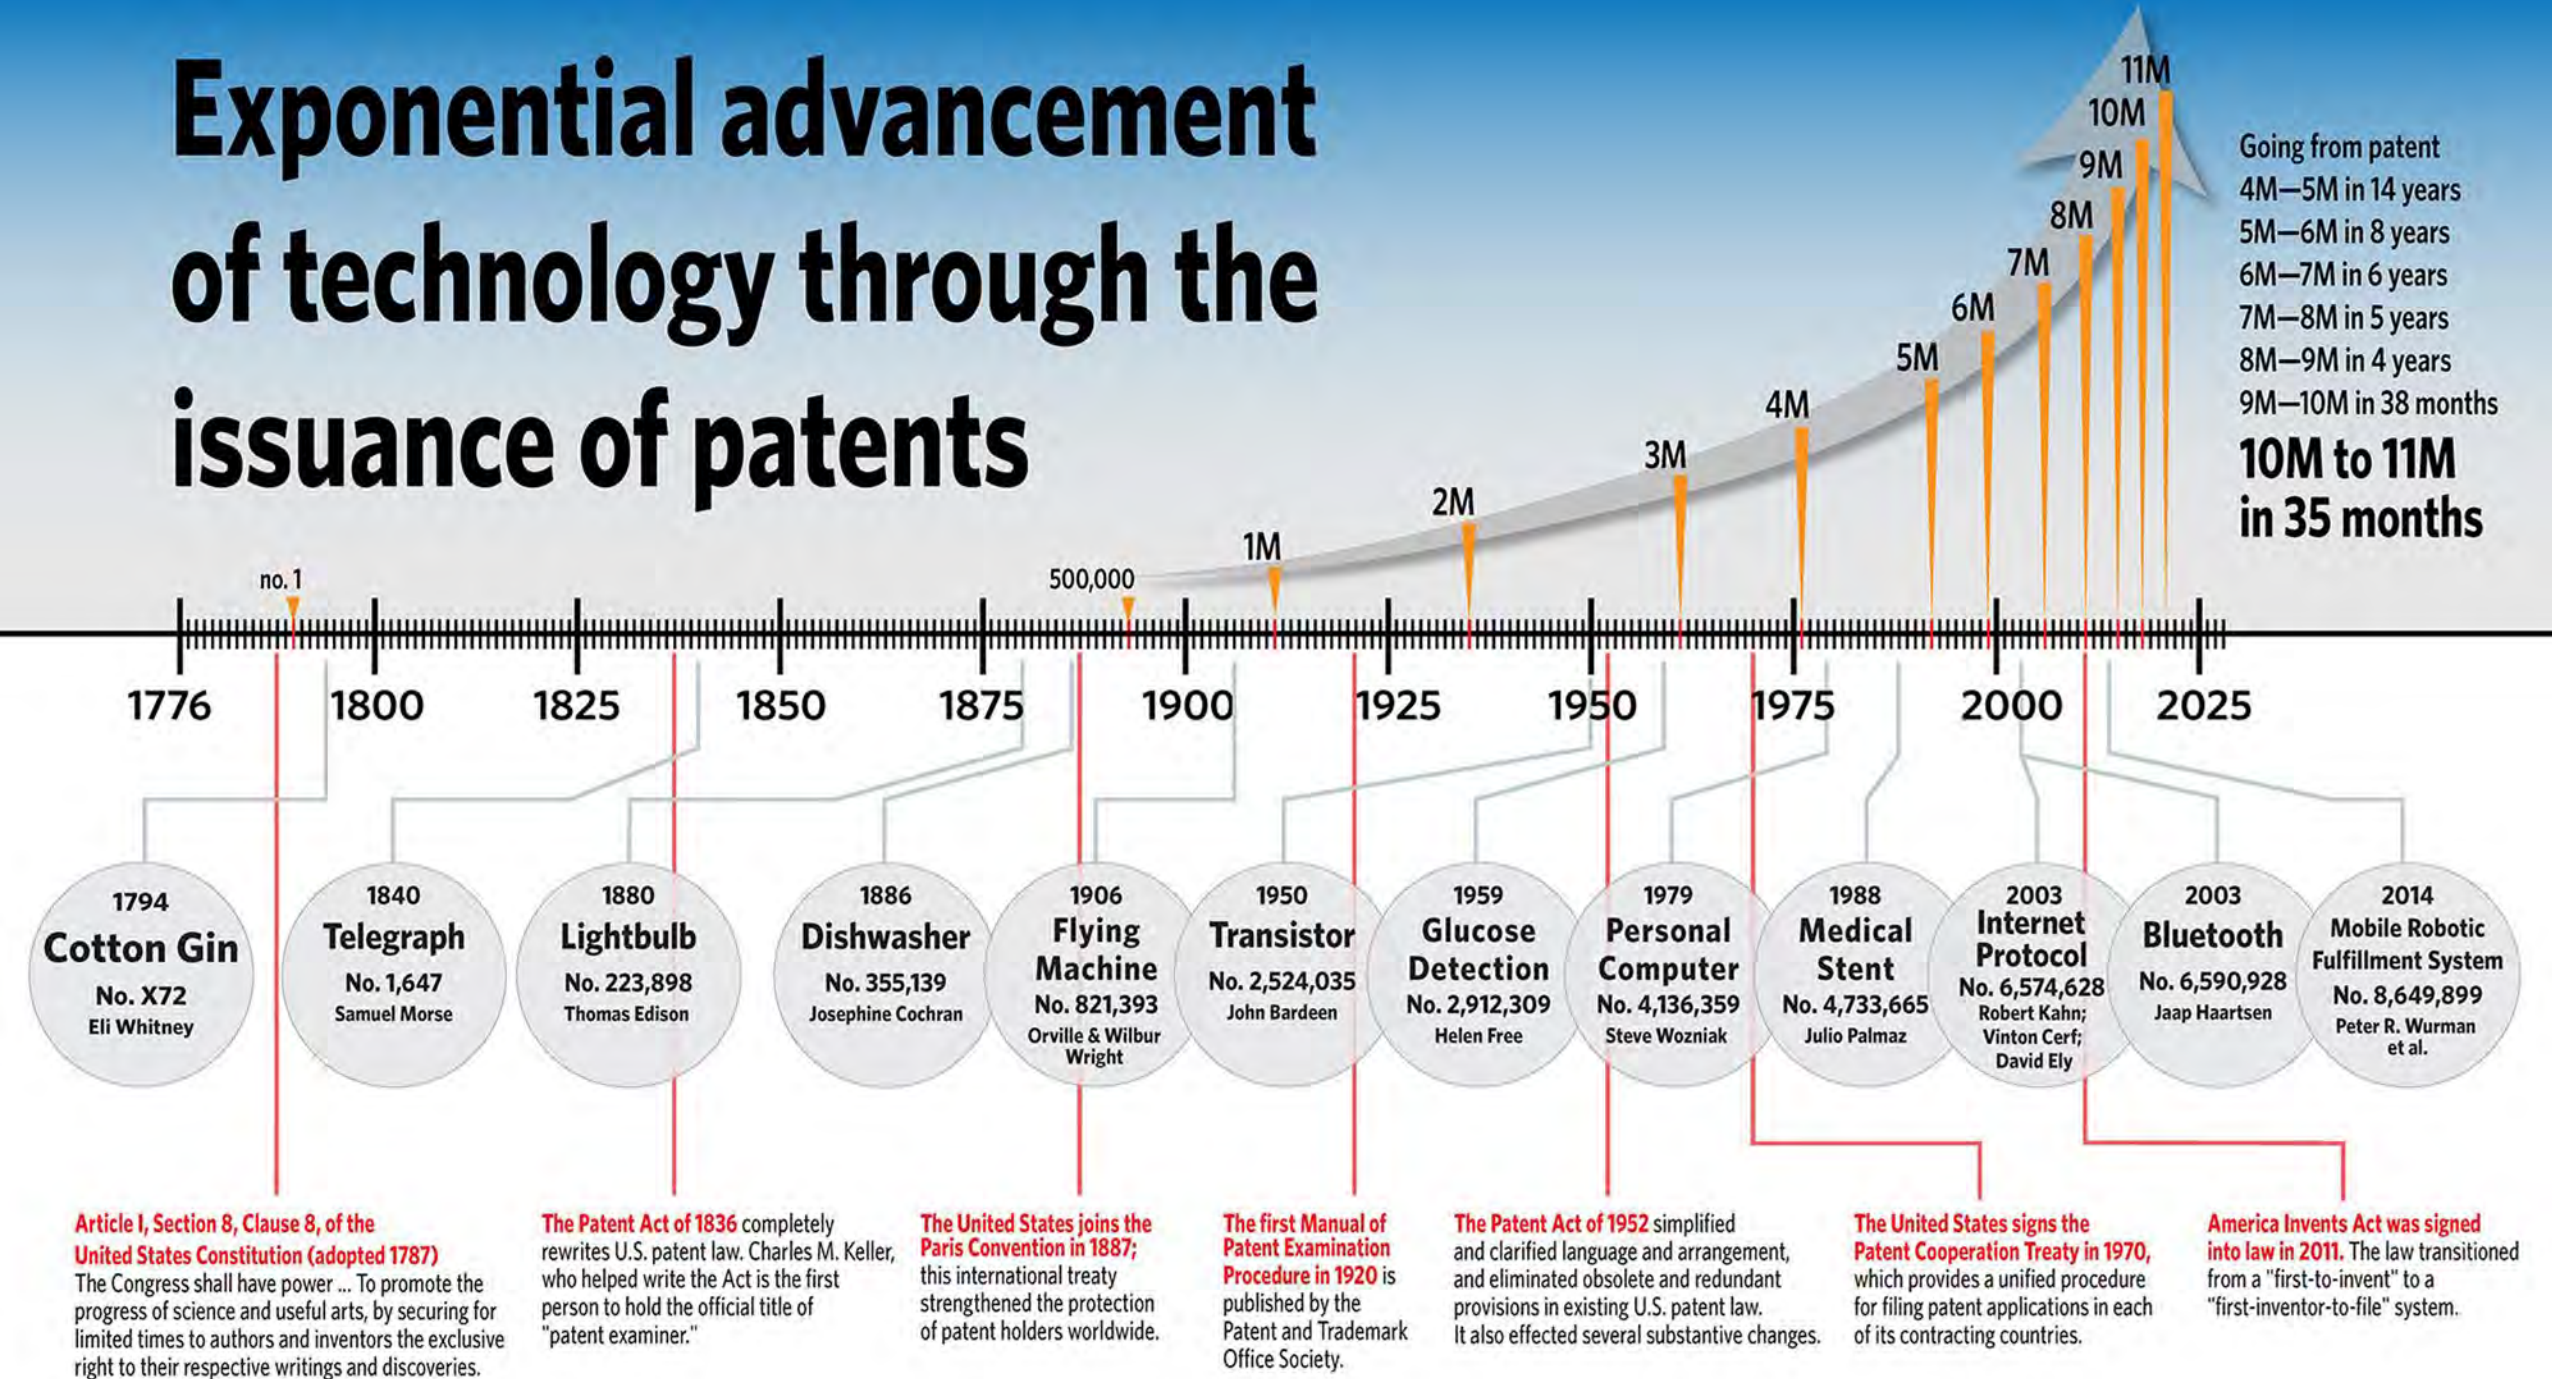 Exponential advancement
of technology through the
issuance of patents
11M
10M
9M
8M
7M
6M
5M
4M
3M
2M
1M
500,000
no. 1
Going from patent
4M—5M in 14 years
5M—6M in 8 years
6M—7M in 6 years
7M—8M in 5 years
8M—9M in 4 years
9M—10M in 38 months
10M to 11M
in 35 months
1776 1800 1825 1850 1875 1900 1925 1950 1975 2000 2025
1794
Cotton Gin
No. X72
Eli Whitney
1840
Telegraph
No. 1,647
Samuel Morse
1880
Lightbulb
No. 223,898
Thomas Edison
1886
Dishwasher
No. 355,139
Josephine Cochran
1906
Flying
Machine
No. 821,393
Orville & Wilbur
Wright
1950
Transistor
No. 2,524,035
John Bardeen
1959
Glucose
Detection
No. 2,912,309
Helen Free
1979
Personal
Computer
No. 4,136,359
Steve Wozniak
1988
Medical
Stent
No. 4,733,665
Julio Palmaz
2003
Internet
Protocol
No. 6,574,628
Robert Kahn;
Vinton Cerf;
David Ely
2003
Bluetooth
No. 6,590,928
Jaap Haartsen
2014
Mobile Robotic
Fulfillment System
No. 8,649,899
Peter R. Wurman
et al.
Article I, Section 8, Clause 8, of the
United States Constitution (adopted 1787)
The Congress shall have power ... To promote the
progress of science and useful arts, by securing for
limited times to authors and inventors the exclusive
right to their respective writings and discoveries.
The Patent Act of 1836 completely
rewrites U.S. patent law. Charles M. Keller,
who helped write the Act is the first
person to hold the official title of
"patent examiner."
The United States joins the
Paris Convention in 1887;
this international treaty
strengthened the protection
of patent holders worldwide.
The first Manual of
Patent Examination
Procedure in 1920 is
published by the
Patent and Trademark
Office Society.
The Patent Act of 1952 simplified
and clarified language and arrangement,
and eliminated obsolete and redundant
provisions in existing U.S. patent law.
It also effected several substantive changes.
The United States signs the
Patent Cooperation Treaty in 1970,
which provides a unified procedure
for filing patent applications in each
of its contracting countries.
America Invents Act was signed
into law in 2011. The law transitioned
from a "first-to-invent" to a
"first-inventor-to-file" system.